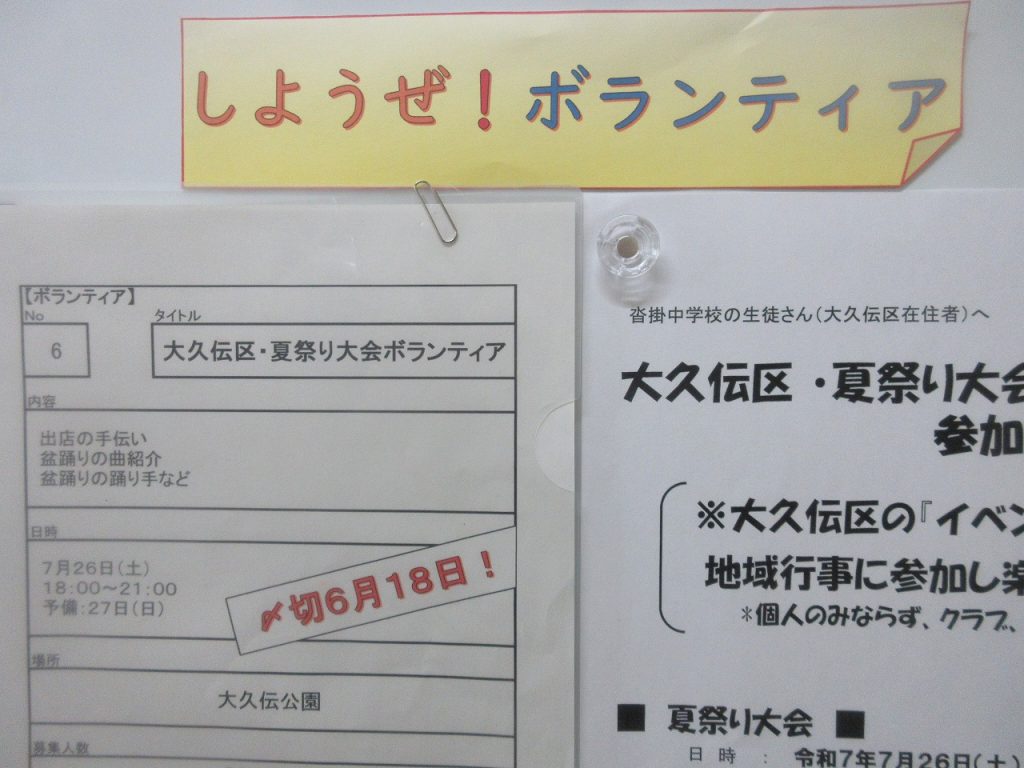 しようぜ！ボランティア
【ボランティア】
No
タイトル
6
大久伝区・夏祭り大会ボランティア
内容
出店の手伝い
盆踊りの曲紹介
盆踊りの踊り手など
日時
7月26日(土)
18:00～21:00
予備:27日(日)
〆切6月18日！
場所
大久伝公園
募集人数
沓掛中学校の生徒さん(大久伝区在住者)へ
大久伝区・夏祭り大会
参加
※大久伝区の『イベン
地域行事に参加し楽
*個人のみならず、クラブ、
■ 夏祭り大会 ■
日時 : 令和7年7月26日(土)